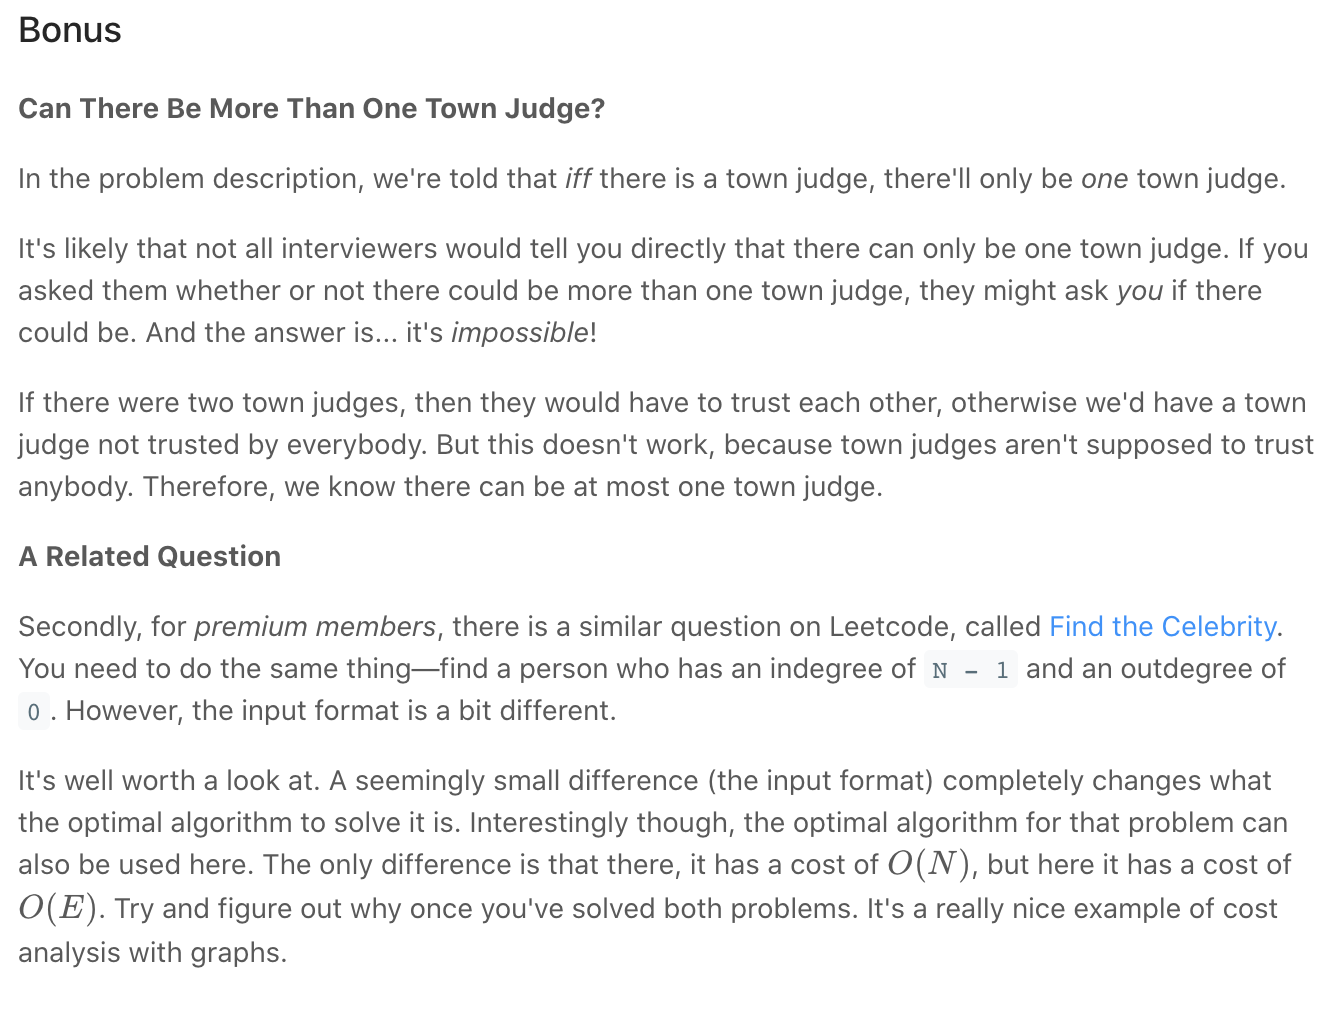 Bonus
Can There Be More Than One Town Judge?
In the problem description, we're told that iff there is a town judge, there'll only be one town judge.
It's likely that not all interviewers would tell you directly that there can only be one town judge. If you
asked them whether or not there could be more than one town judge, they might ask you if there
could be. And the answer is... it's impossible!
If there were two town judges, then they would have to trust each other, otherwise we'd have a town
judge not trusted by everybody. But this doesn't work, because town judges aren't supposed to trust
anybody. Therefore, we know there can be at most one town judge.
A Related Question
Secondly, for premium members, there is a similar question on Leetcode, called Find the Celebrity.
You need to do the same thing—find a person who has an indegree of N - 1 and an outdegree of
0. However, the input format is a bit different.
It's well worth a look at. A seemingly small difference (the input format) completely changes what
the optimal algorithm to solve it is. Interestingly though, the optimal algorithm for that problem can
also be used here. The only difference is that there, it has a cost of O(N), but here it has a cost of
O(E). Try and figure out why once you've solved both problems. It's a really nice example of cost
analysis with graphs.